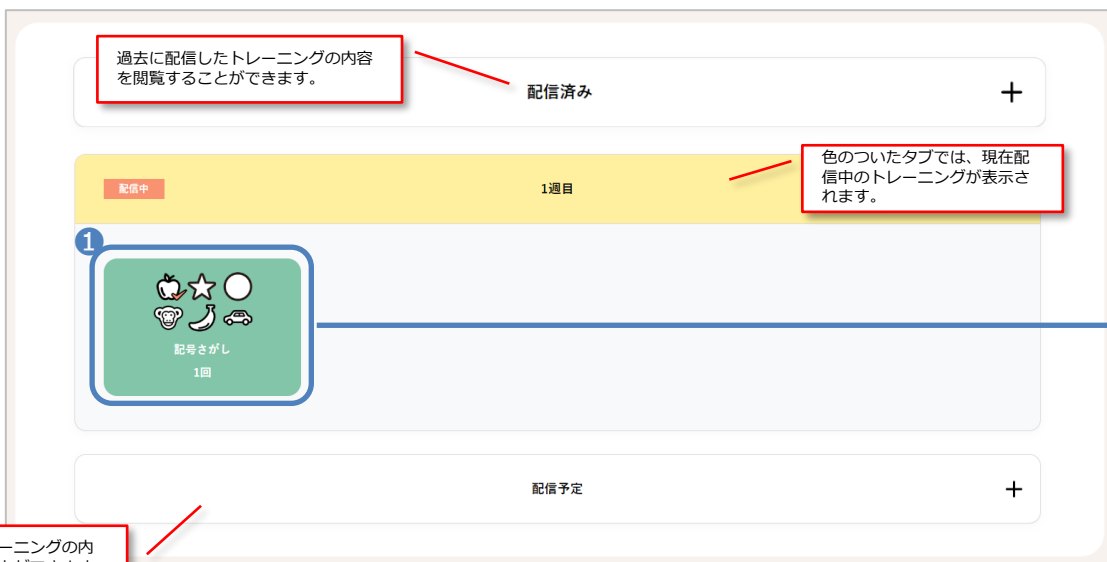 過去に配信したトレーニングの内容
を閲覧することができます。
配信済み
色のついたタブでは、現在配
信中のトレーニングが表示さ
れます。
配信中
1週目
1
記号さがし
1回
配信予定
ーニングの内